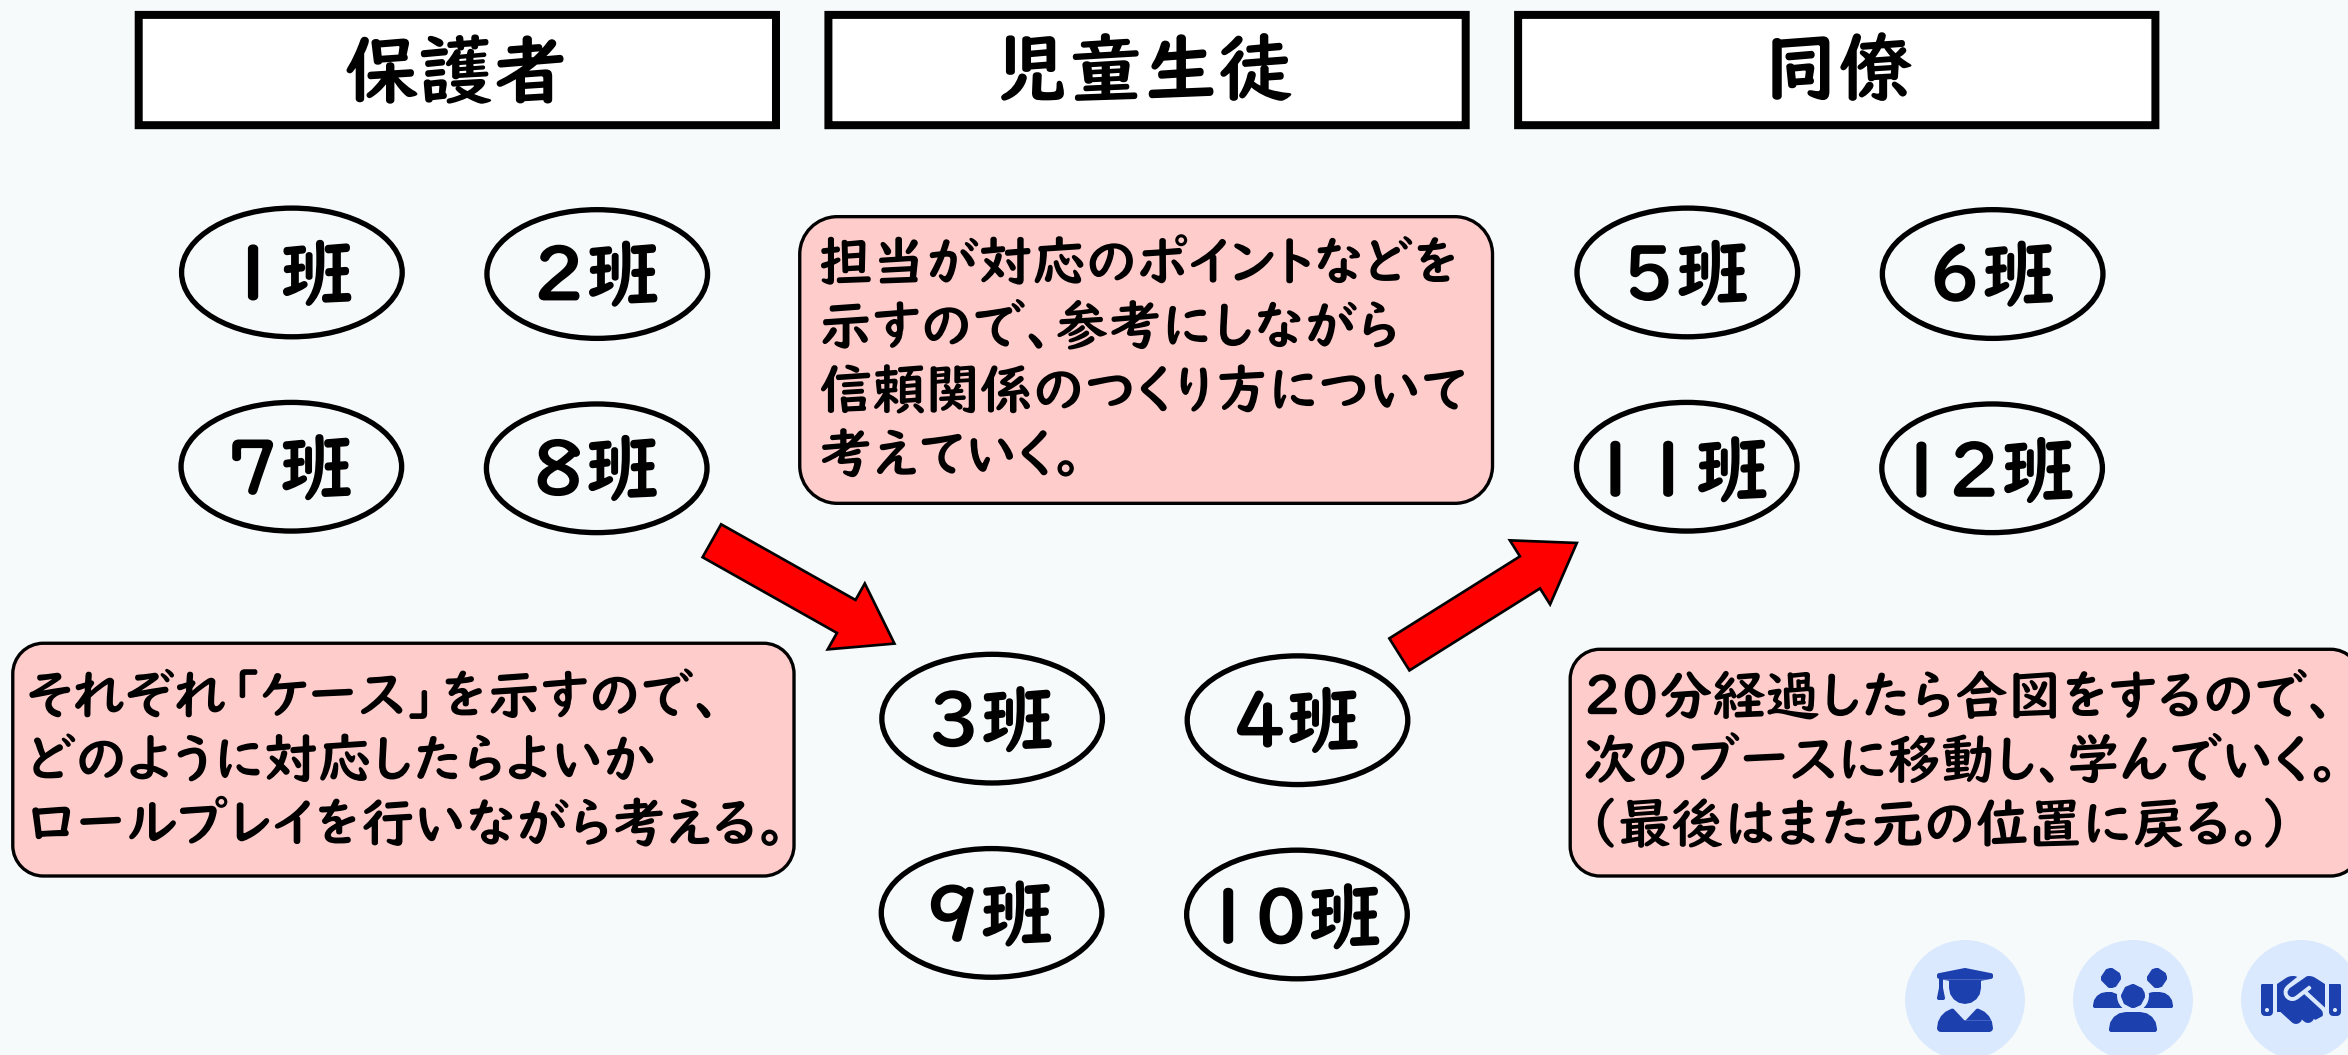 保護者
児童生徒
同僚
1班
2班
7班
8班
担当が対応のポイントなどを
示すので、参考にしながら
信頼関係のつくり方について
考えていく。
5班
6班
11班
12班
それぞれ「ケース」を示すので、
どのように対応したらよいか
ロールプレイを行いながら考える。
3班
4班
9班
10班
20分経過したら合図をするので、
次のブースに移動し、学んでいく。
（最後はまた元の位置に戻る。）